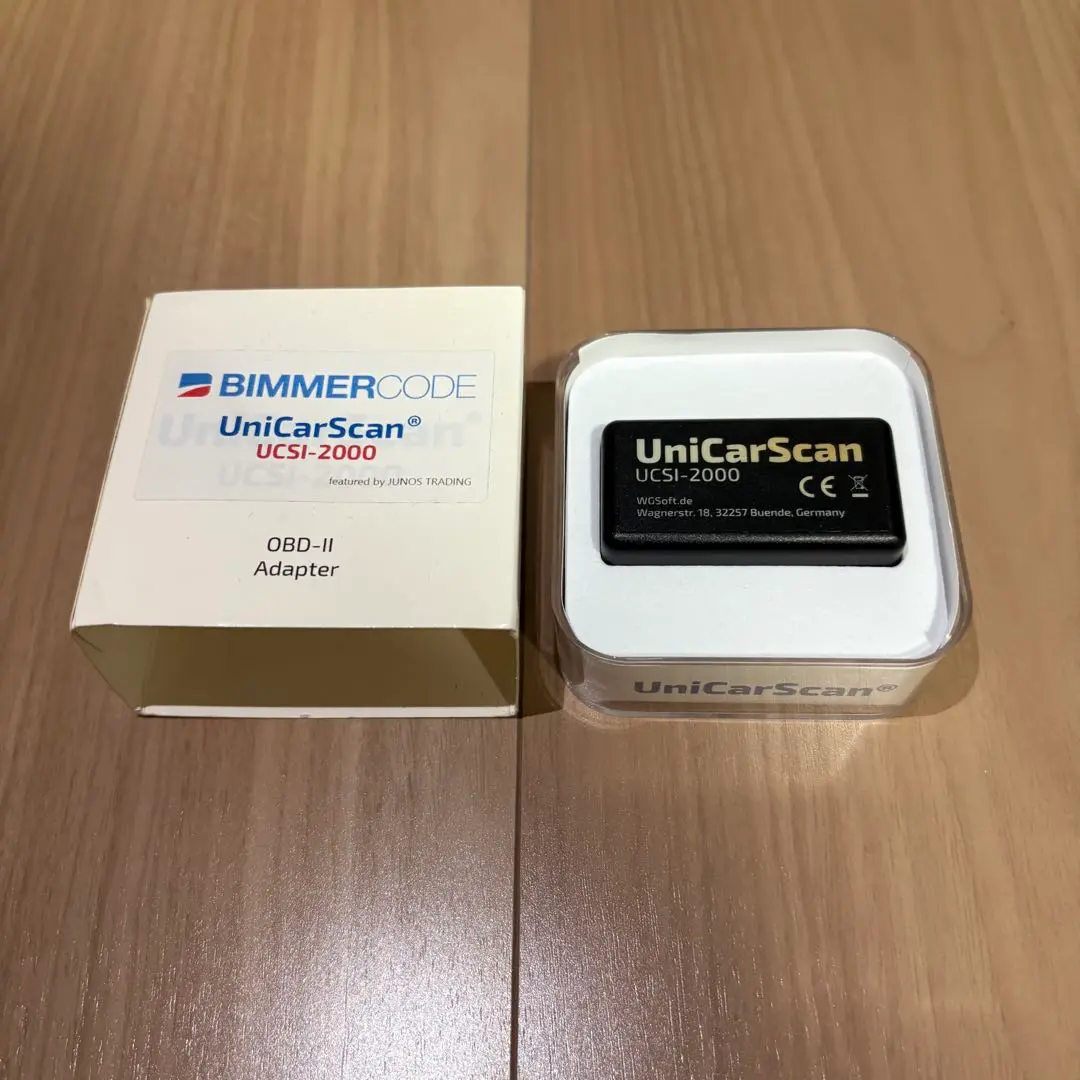 BIMMERCODE
UniCarScan®
UCSI-2000
featured by JUNOS TRADING
OBD-II
Adapter
UniCarScan
UCSI-2000
CE
WGSoft.de
Wagnerstr. 18, 32257 Buende, Germany
UniCarScan®